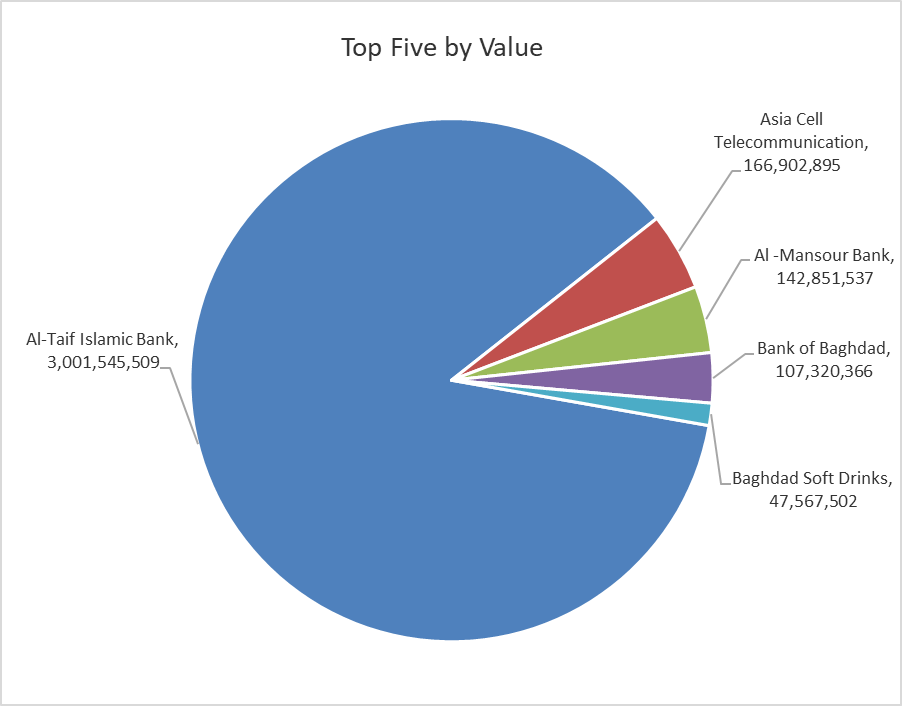 Top Five by Value
Asia Cell
Telecommunication,
166,902,895
Al -Mansour Bank,
142,851,537
Al-Taif Islamic Bank,
3,001,545,509
Bank of Baghdad,
107,320,366
Baghdad Soft Drinks,
47,567,502